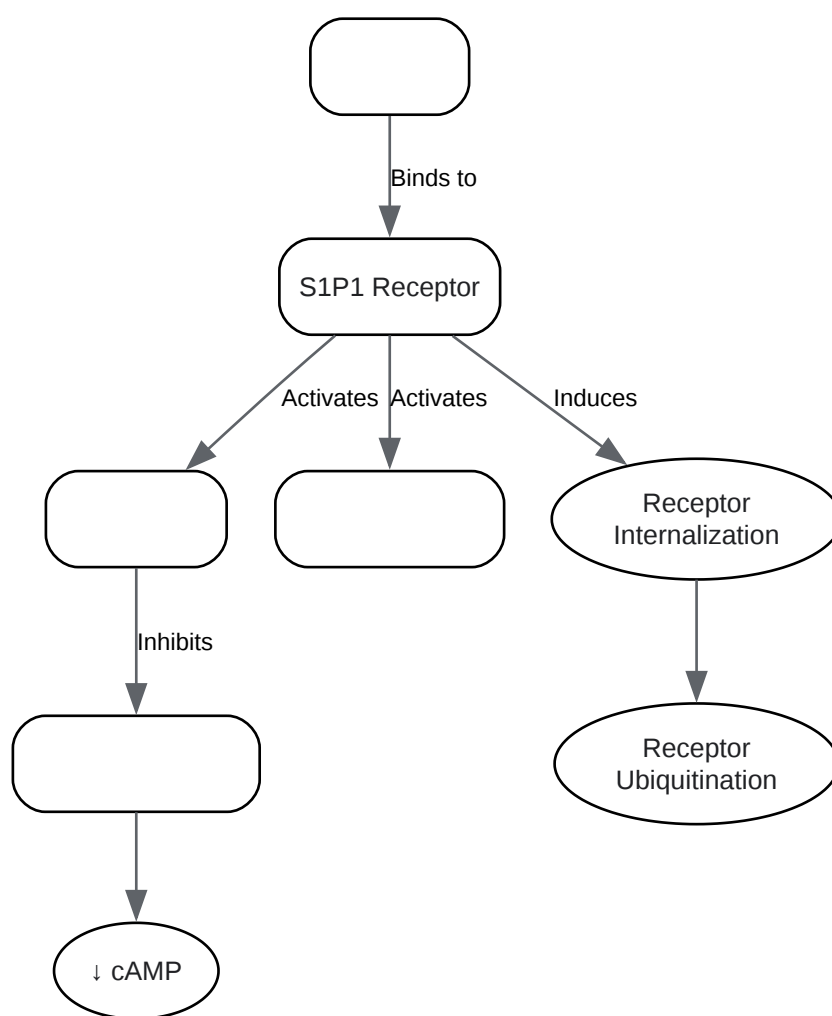 Binds to
S1P1 Receptor
Activates
Activates
Induces
Receptor
Internalization
Inhibits
Receptor
Ubiquitination
↓ cAMP